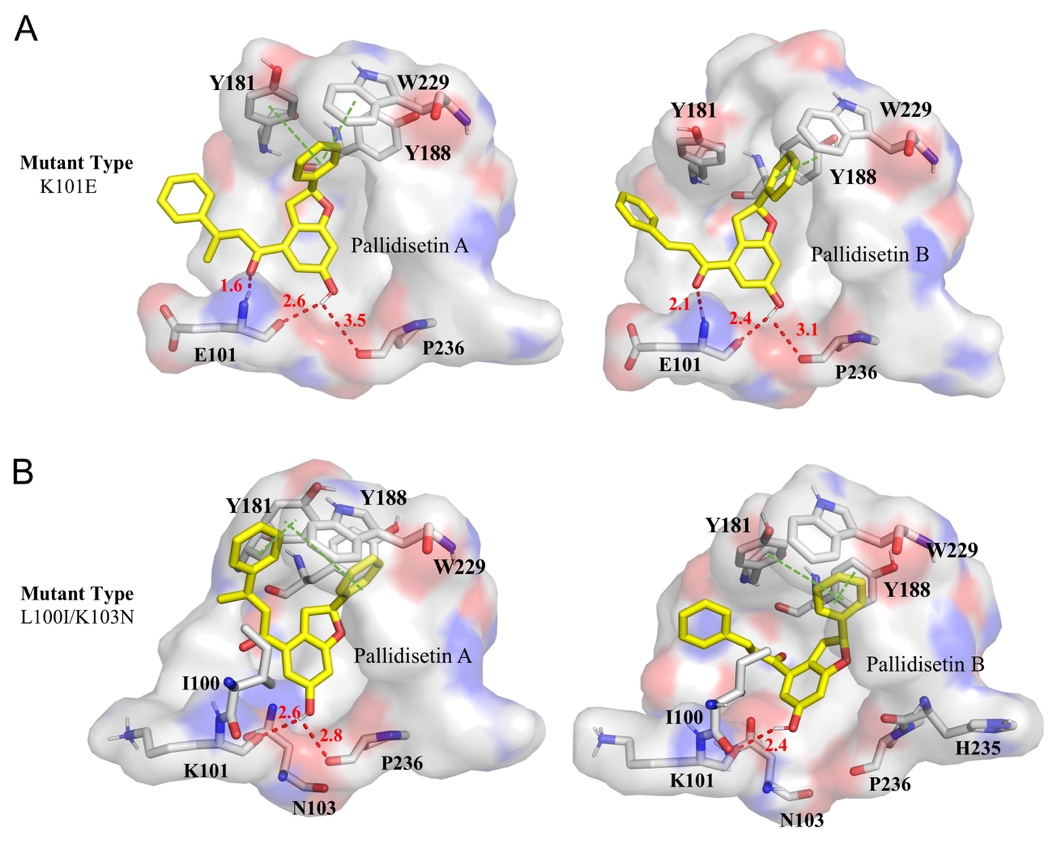 A
Y181
W229
Y188
Mutant Type
K101E
Pallidisetin A
1.6
2.6
3.5
E101
P236
Y181
W229
Y188
Pallidisetin B
2.1
2.4
3.1
E101
P236
B
Y181
Y188
W229
Mutant Type
L100I/K103N
Pallidisetin A
I100
2.6
2.8
K101
P236
N103
Y181
W229
Y188
Pallidisetin B
I100
2.4
H235
K101
P236
N103